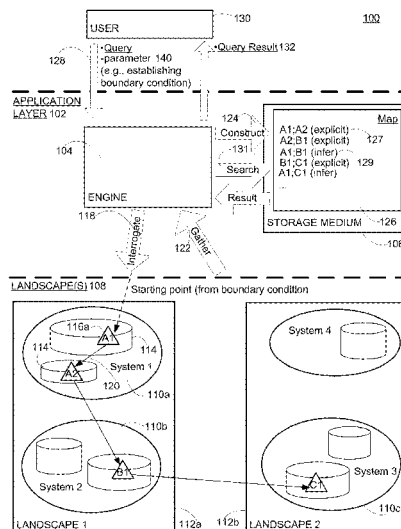 100
USER
130
128
•Query
-parameter 140
(e.g., establishing
boundary condition)
•Query Result 132
APPLICATION
LAYER 102
104
ENGINE
124
Construct
131
Search
Result
Map
A1;A2 (explicit)
A2;B1 (explicit)
A1;B1 (infer)
B1;C1 (explicit)
A1;C1 (infer)
...
127
129
126
STORAGE MEDIUM
106
118
Interrogate
122
Gather
LANDSCAPE(S) 108
Starting point (from boundary condition
116a
A1
114
System 1
114
A2
120
110a
110b
System 2
B1
LANDSCAPE 1
112a
System 4
System 3
C1
110c
112b
LANDSCAPE 2